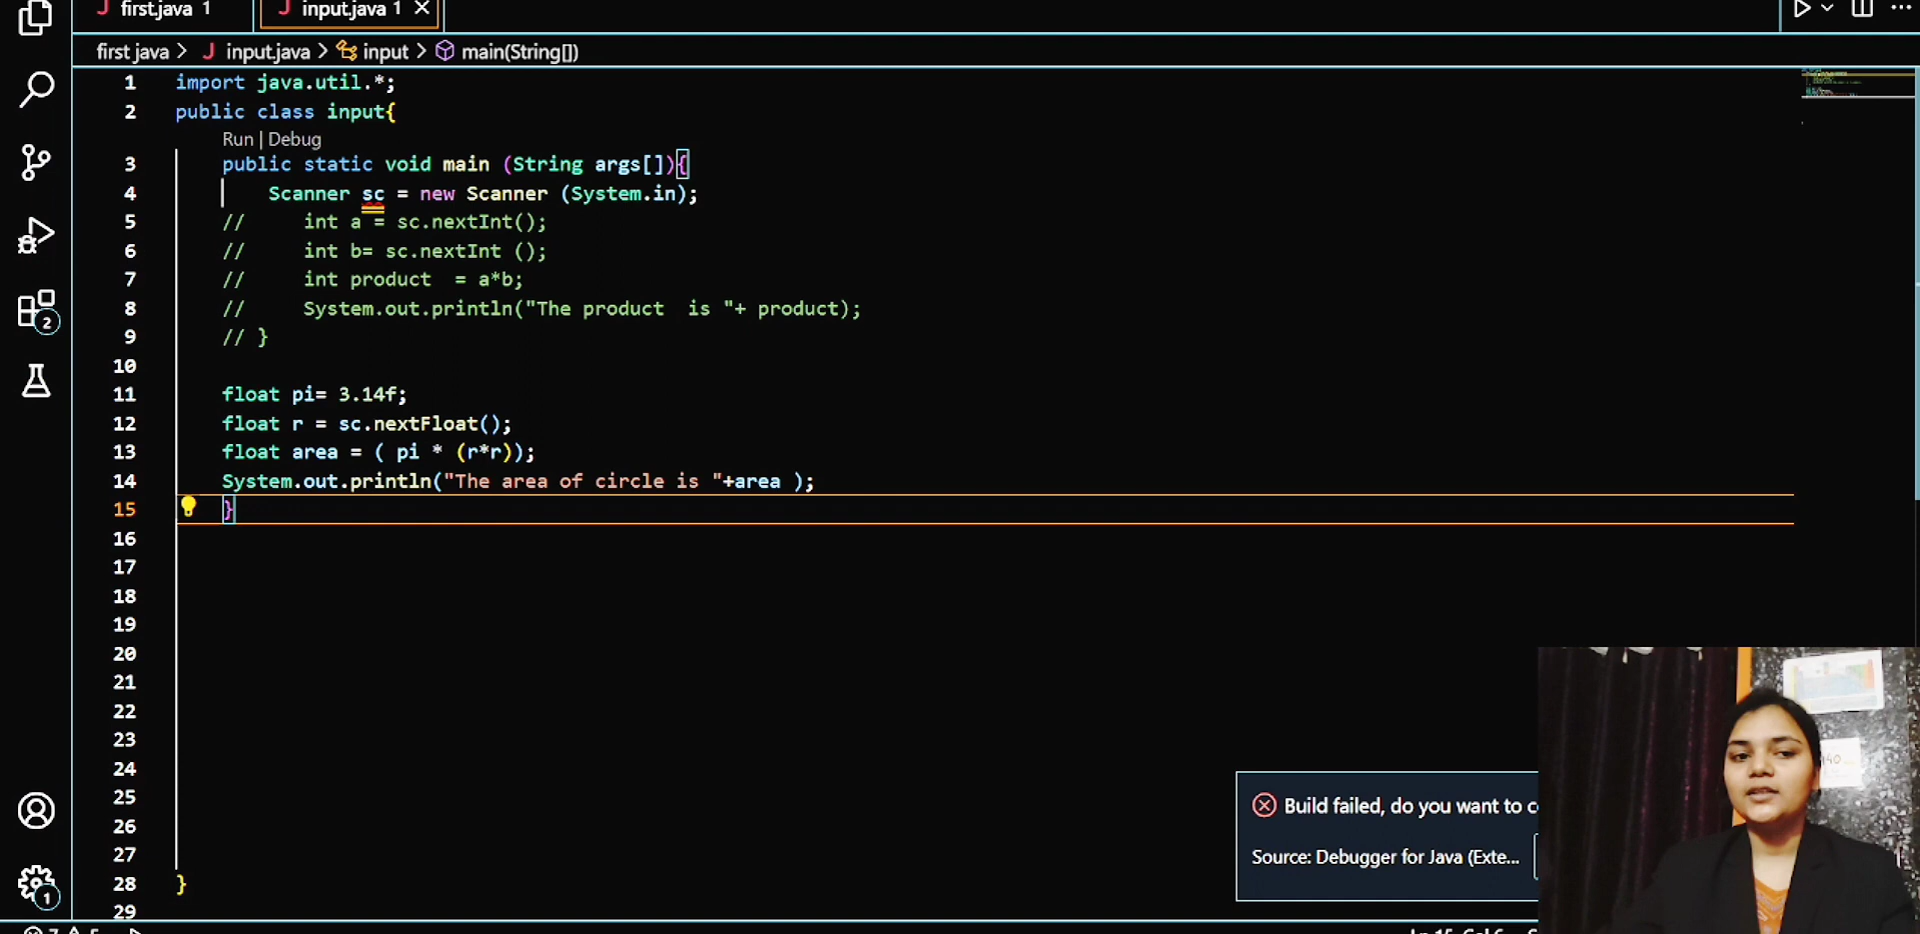 first.java 1
input.java 1
first.java > input.java > input > main(String[])
1 import java.util.*;
2 public class input{
Run | Debug
3 public static void main (String args[]){
4 Scanner sc = new Scanner (System.in);
5 // int a = sc.nextInt();
6 // int b= sc.nextInt ();
7 // int product = a*b;
8 // System.out.println("The product is "+ product);
9 // }
10
11 float pi= 3.14f;
12 float r = sc.nextFloat();
13 float area = ( pi * (r*r));
14 System.out.println("The area of circle is "+area );
15 }
16
17
18
19
20
21
22
23
24
25
26
27
28 }
29
2
1
Build failed, do you want to c
Source: Debugger for Java (Exte...